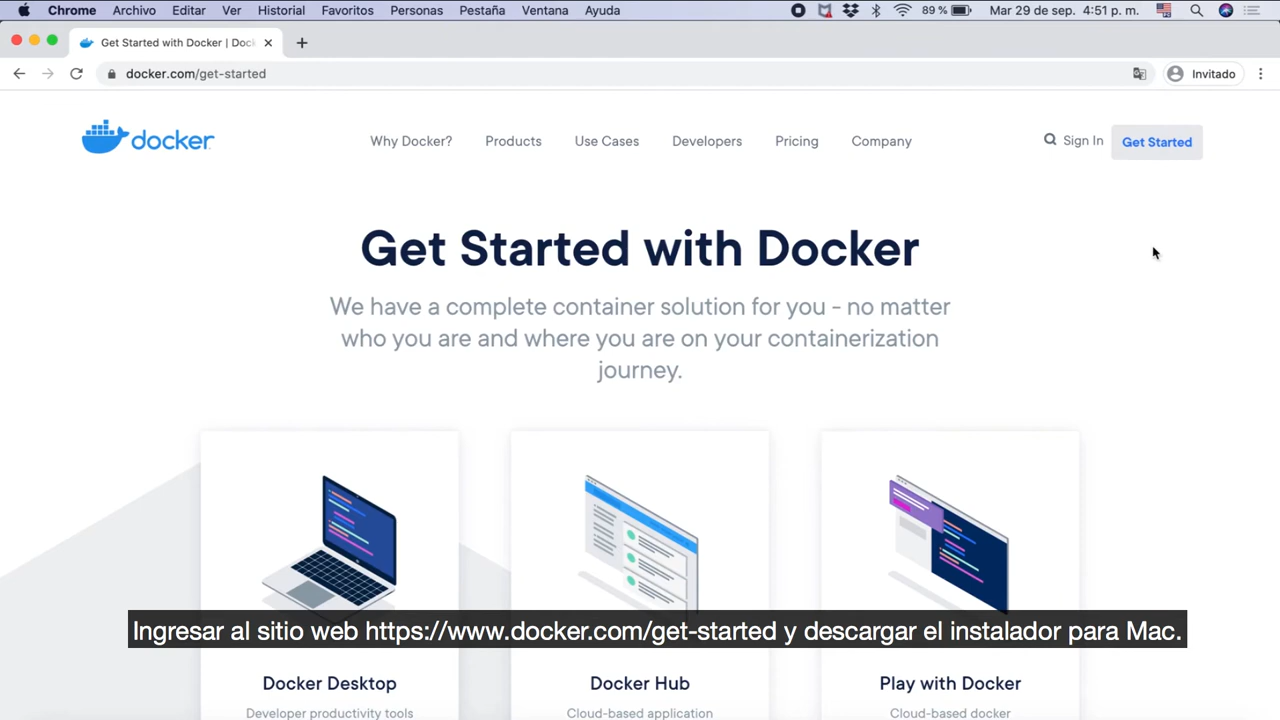 Chrome Archivo Editar Ver Historial Favoritos Personas Pestaña Ventana Ayuda 89 % Mar 29 de sep. 4:51 p. m.
Get Started with Docker | Doc
docker.com/get-started Invitado
docker Why Docker? Products Use Cases Developers Pricing Company Sign In Get Started
Get Started with Docker
We have a complete container solution for you - no matter
who you are and where you are on your containerization
journey.
Ingresar al sitio web https://www.docker.com/get-started y descargar el instalador para Mac.
Docker Desktop Docker Hub Play with Docker
Developer productivity tools Cloud-based application Cloud-based docker